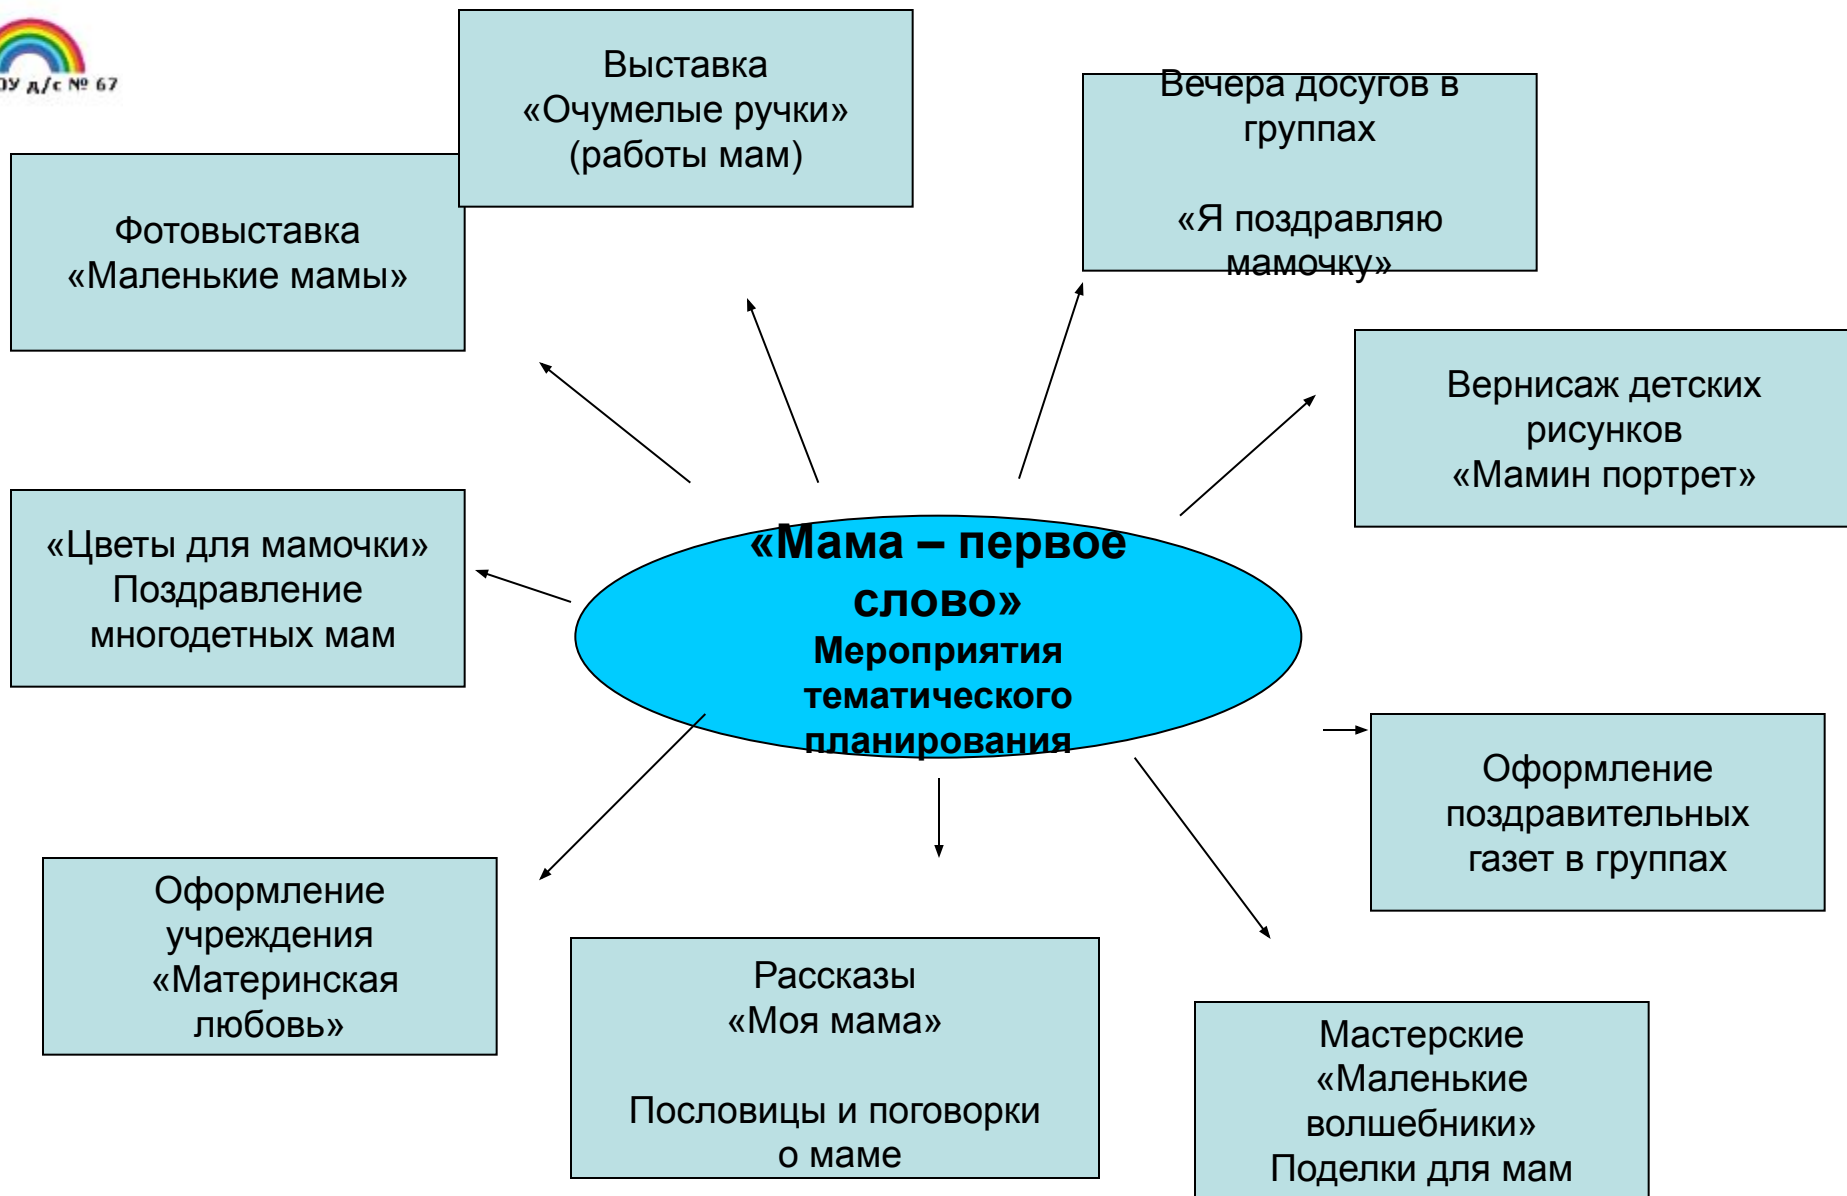 ОУ д/с № 67
Выставка
«Очумелые ручки»
(работы мам)
Вечера досугов в
группах
«Я поздравляю
мамочку»
Фотовыставка
«Маленькие мамы»
Вернисаж детских
рисунков
«Мамин портрет»
«Цветы для мамочки»
Поздравление
многодетных мам
«Мама – первое
слово»
Мероприятия
тематического
планирования
Оформление
поздравительных
газет в группах
Оформление
учреждения
«Материнская
любовь»
Рассказы
«Моя мама»
Пословицы и поговорки
о маме
Мастерские
«Маленькие
волшебники»
Поделки для мам